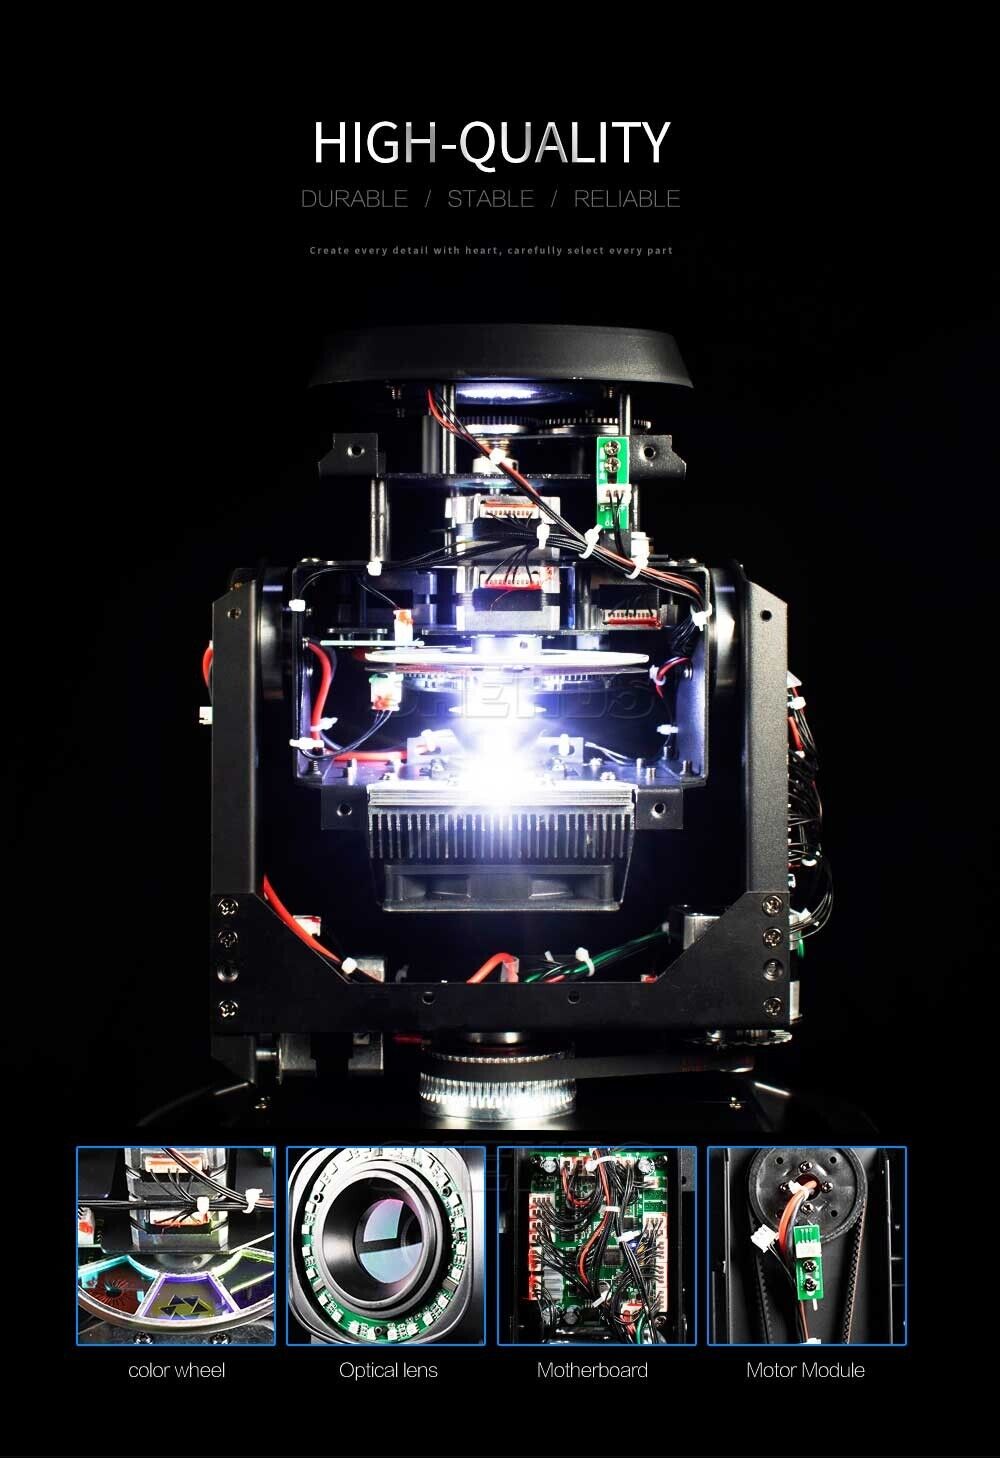 HIGH-QUALITY
DURABLE / STABLE / RELIABLE
Create every detail with heart, carefully select every part
SHEHDS
color wheel
Optical lens
Motherboard
Motor Module